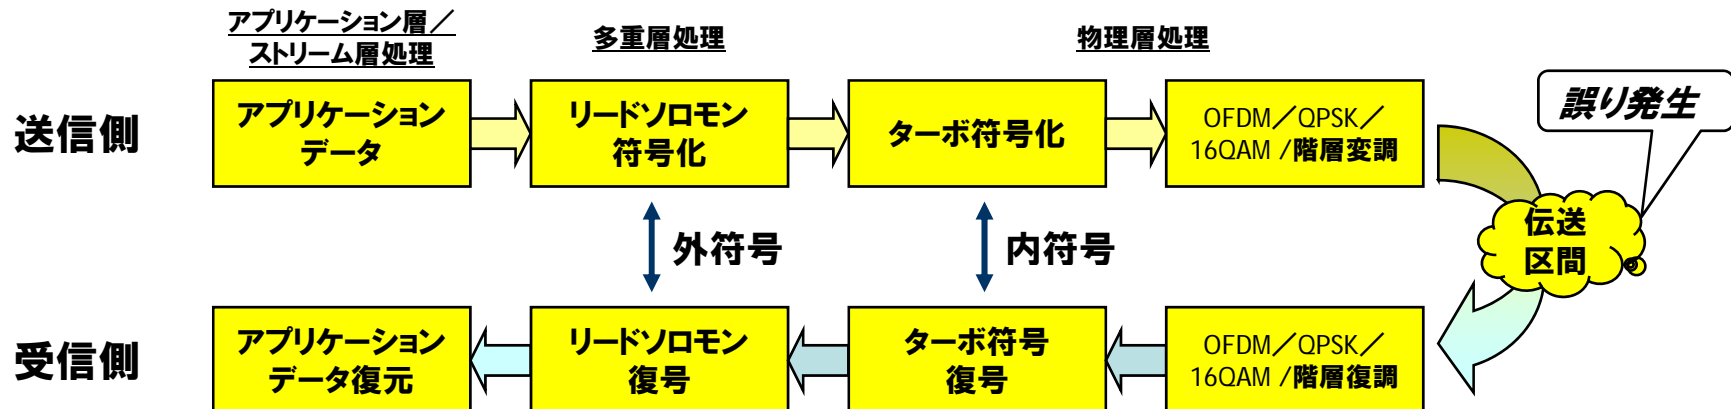 アプリケーション層／
ストリーム層処理
多重層処理
物理層処理
送信側
アプリケーション
データ
リードソロモン
符号化
ターボ符号化
OFDM／QPSK／
16QAM /階層変調
誤り発生
外符号
内符号
伝送
区間
受信側
アプリケーション
データ復元
リードソロモン
復号
ターボ符号
復号
OFDM／QPSK／
16QAM /階層復調